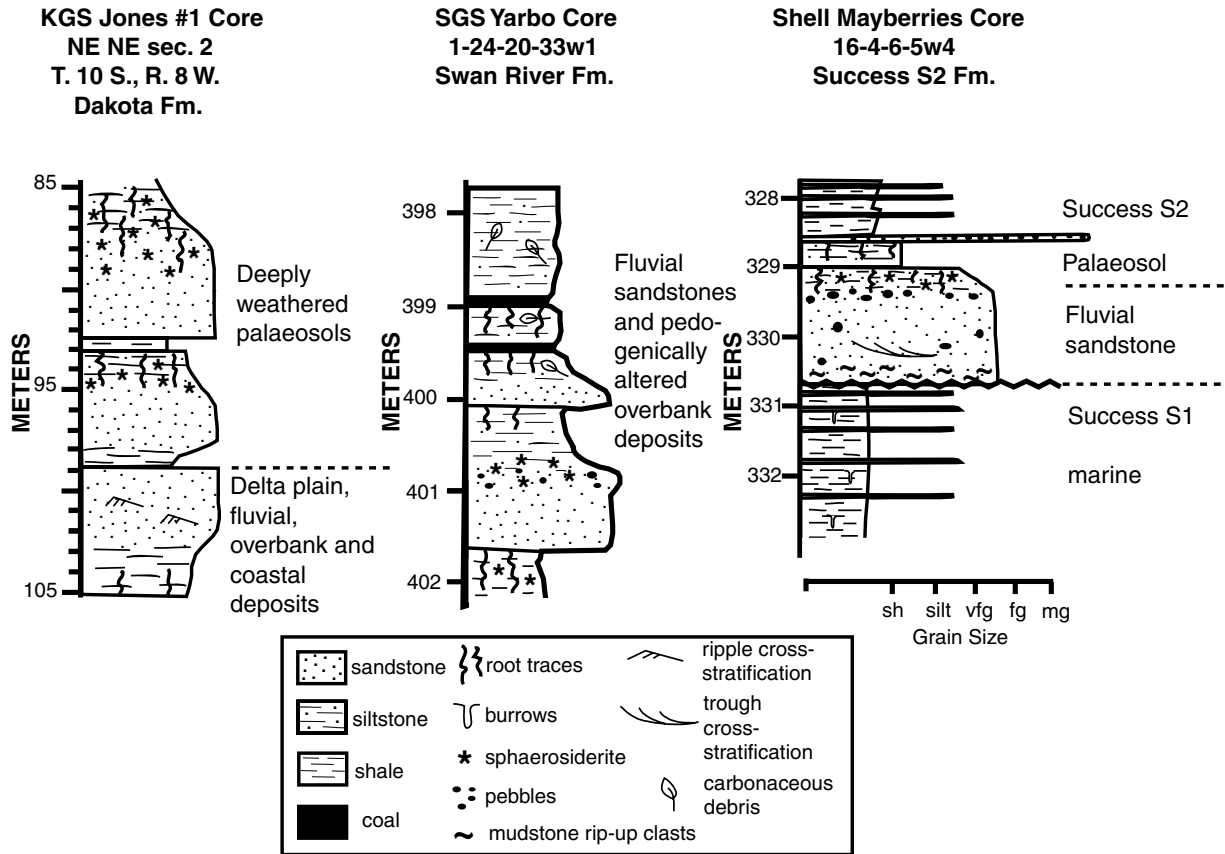 KGS Jones #1 Core
NE NE sec. 2
T. 10 S., R. 8 W.
Dakota Fm.
SGS Yarbo Core
1-24-20-33w1
Swan River Fm.
Shell Mayberries Core
16-4-6-5w4
Success S2 Fm.
METERS
85
95
105
Deeply
weathered
palaeosols
Delta plain,
fluvial,
overbank and
coastal
deposits
METERS
398
399
400
401
402
Fluvial
sandstones
and pedo-
genically
altered
overbank
deposits
METERS
328
329
330
331
332
Success S2
Palaeosol
Fluvial
sandstone
Success S1
marine
sh silt vfg fg mg
Grain Size
sandstone
siltstone
shale
coal
root traces
burrows
sphaerosiderite
pebbles
mudstone rip-up clasts
ripple cross-
stratification
trough
cross-
stratification
carbonaceous
debris